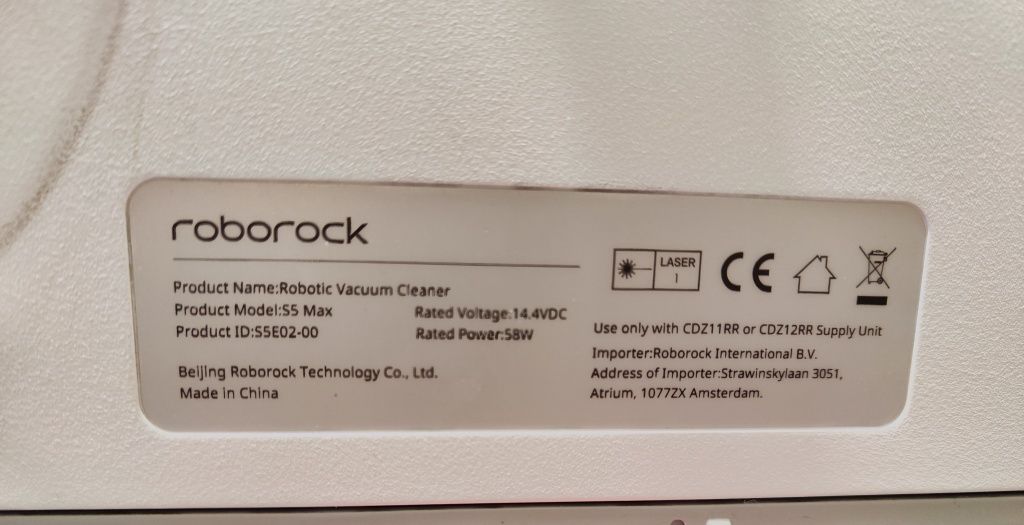 roborock
Product Name:Robotic Vacuum Cleaner
Product Model:S5 Max
Rated Voltage:14.4VDC
Product ID:S5E02-00
Rated Power:58W
Beijing Roborock Technology Co., Ltd.
Made in China
LASER
1
CE
Use only with CDZ11RR or CDZ12RR Supply Unit
Importer:Roborock International B.V.
Address of Importer:Strawinskylaan 3051,
Atrium, 1077ZX Amsterdam.